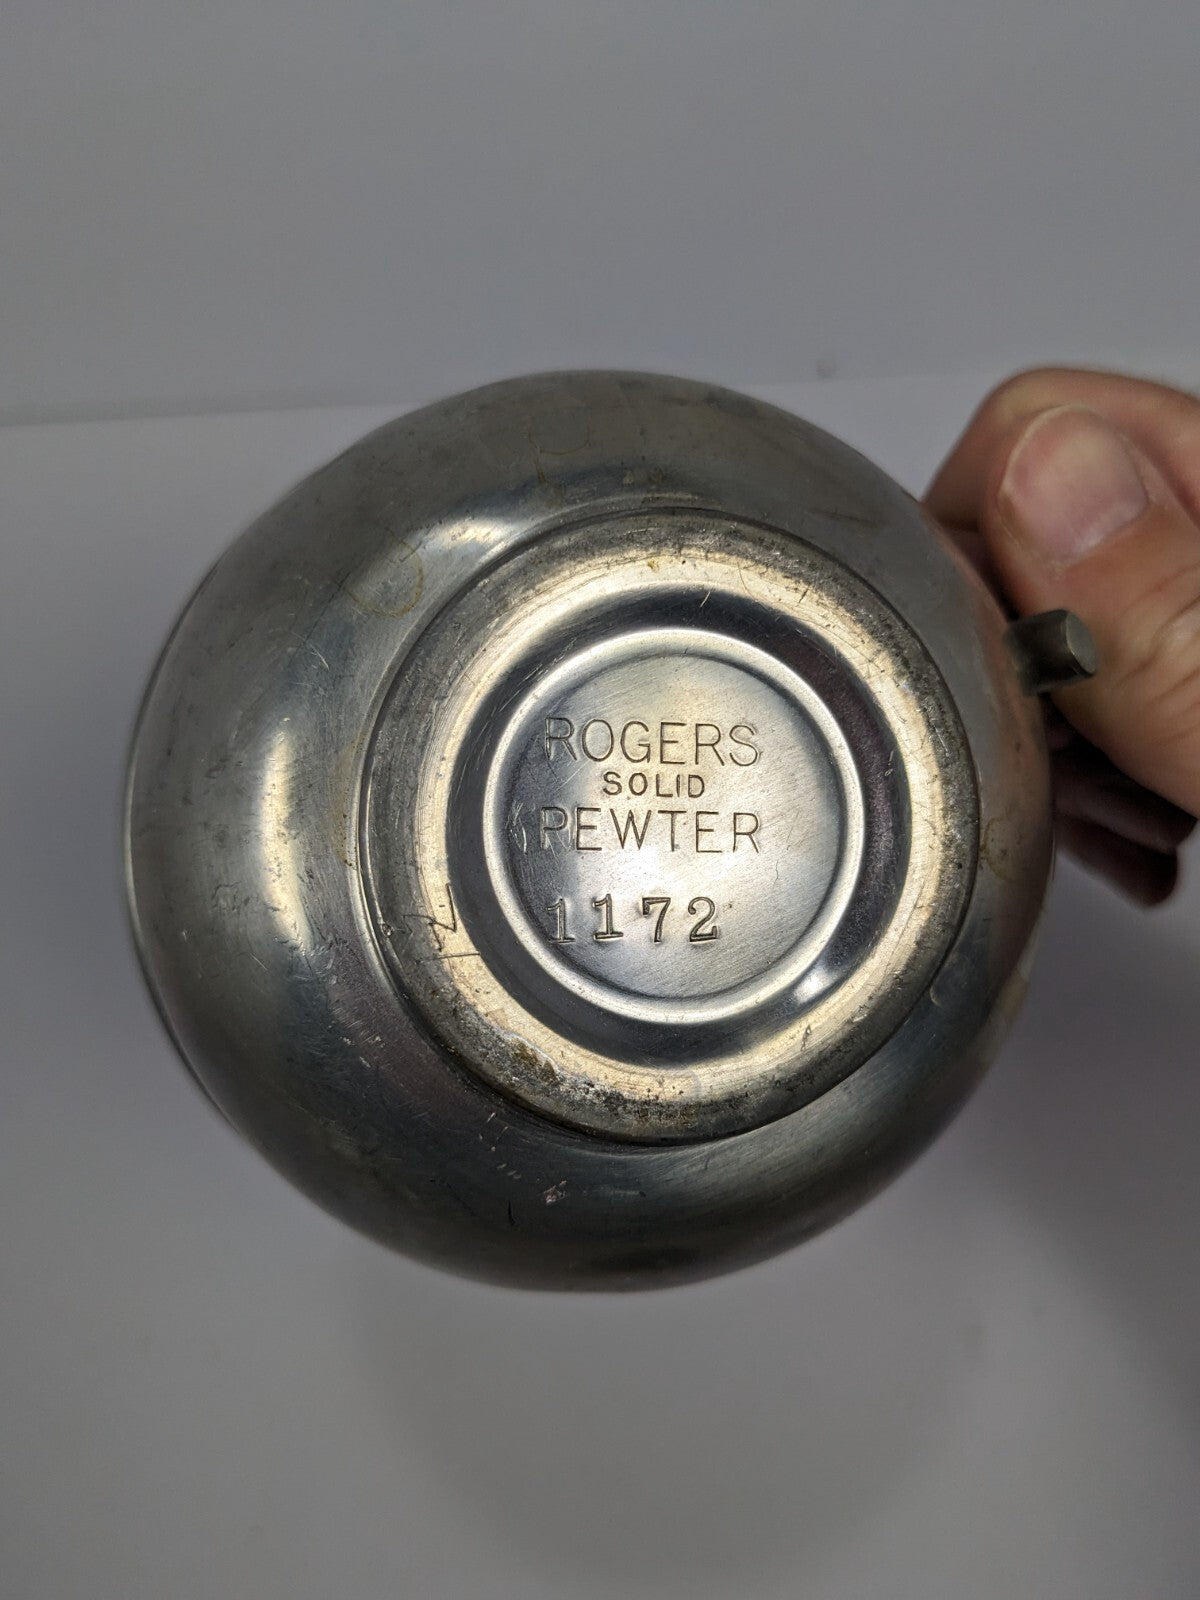 ROGERS
SOLID
PEWTER
1172